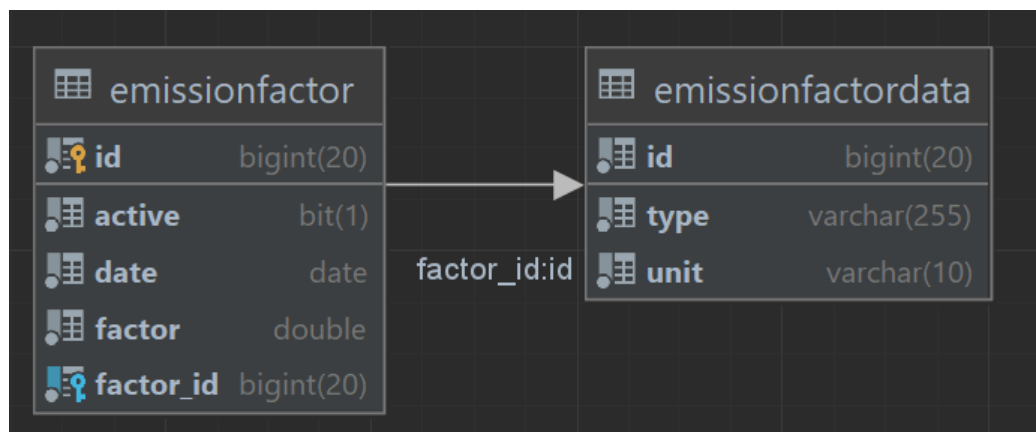 emissionfactor
id bigint(20)
active bit(1)
date date
factor double
factor_id bigint(20)
factor_id:id
emissionfactordata
id bigint(20)
type varchar(255)
unit varchar(10)